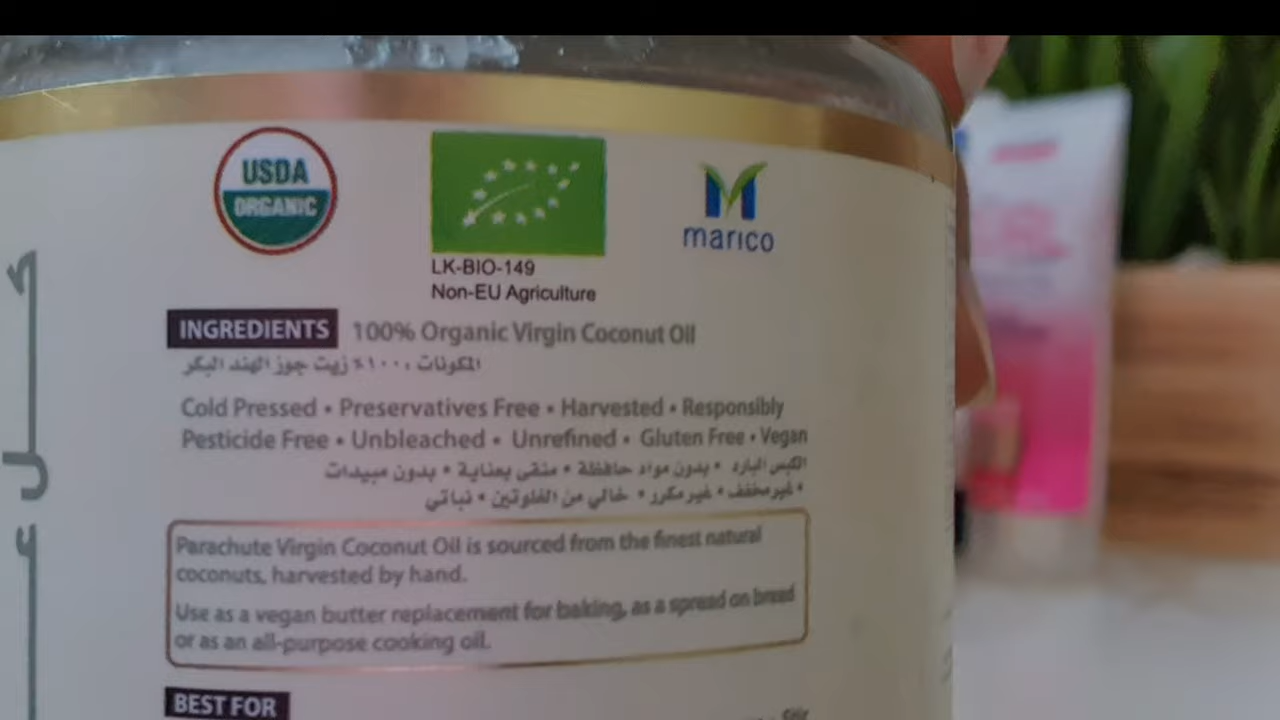 USDA
ORGANIC
marico
LK-BIO-149
Non-EU Agriculture
INGREDIENTS 100% Organic Virgin Coconut Oil
المكونات ١٠٠٪ زيت جوز الهند البكر
Cold Pressed • Preservatives Free • Harvested • Responsibly
Pesticide Free • Unbleached • Unrefined • Gluten Free • Vegan
الكبس البارد • بدون مواد حافظة • منقى بعناية • بدون مبيدات
• غير مخفف • غير مكرر • خالي من الغلوتين • نباتي
Parachute Virgin Coconut Oil is sourced from the finest natural
coconuts, harvested by hand.
Use as a vegan butter replacement for baking, as a spread on bread
or as an all-purpose cooking oil.
BEST FOR
Stir